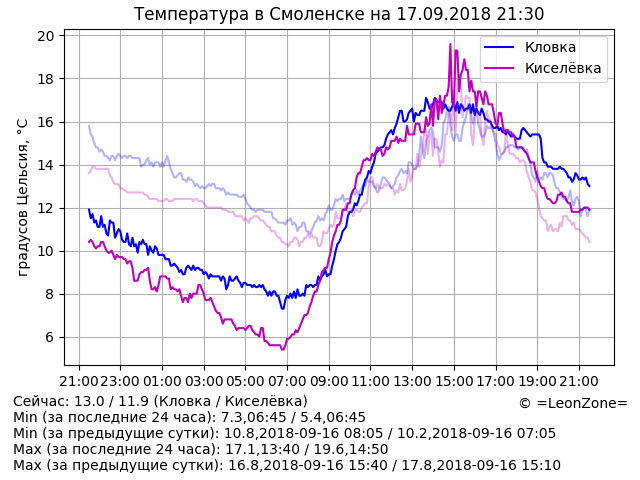 Температура в Смоленске на 17.09.2018 21:30
Кловка
Киселёвка
градусов Цельсия, °C
20
18
16
14
12
10
8
6
21:00 23:00 01:00 03:00 05:00 07:00 09:00 11:00 13:00 15:00 17:00 19:00 21:00
Сейчас: 13.0 / 11.9 (Кловка / Киселёвка)
© =LeonZone=
Min (за последние 24 часа): 7.3,06:45 / 5.4,06:45
Min (за предыдущие сутки): 10.8,2018-09-16 08:05 / 10.2,2018-09-16 07:05
Max (за последние 24 часа): 17.1,13:40 / 19.6,14:50
Max (за предыдущие сутки): 16.8,2018-09-16 15:40 / 17.8,2018-09-16 15:10